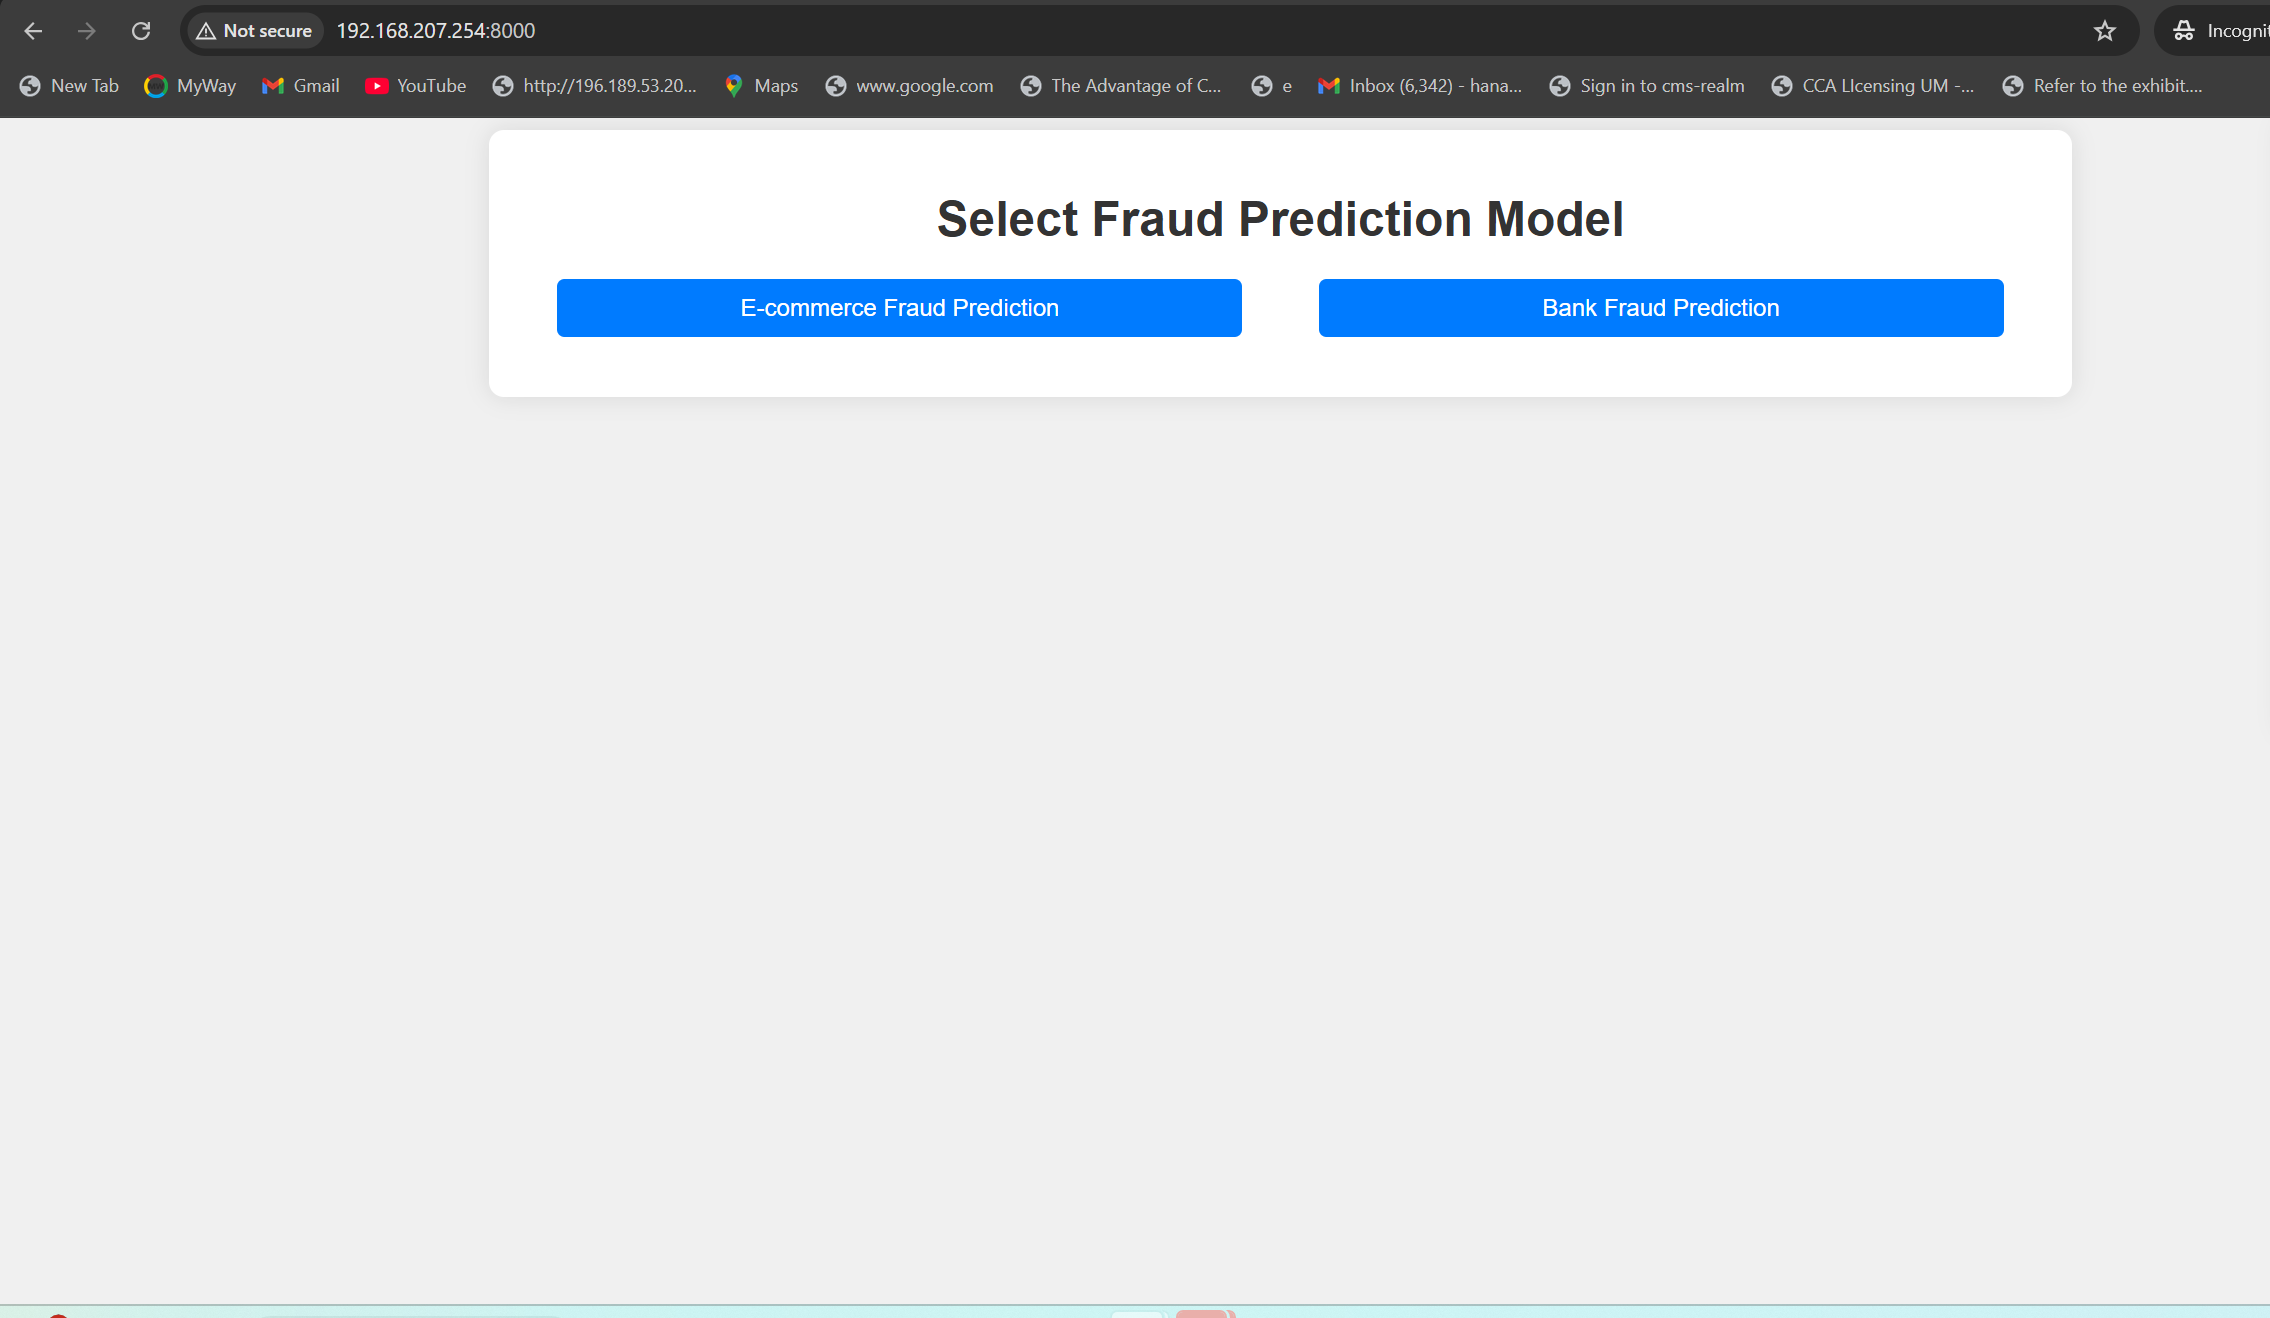 Not secure 192.168.207.254:8000 Incognit
New Tab MyWay Gmail YouTube http://196.189.53.20... Maps www.google.com The Advantage of C... e Inbox (6,342) - hana... Sign in to cms-realm CCA LIcensing UM -... Refer to the exhibit....
Select Fraud Prediction Model
E-commerce Fraud Prediction Bank Fraud Prediction